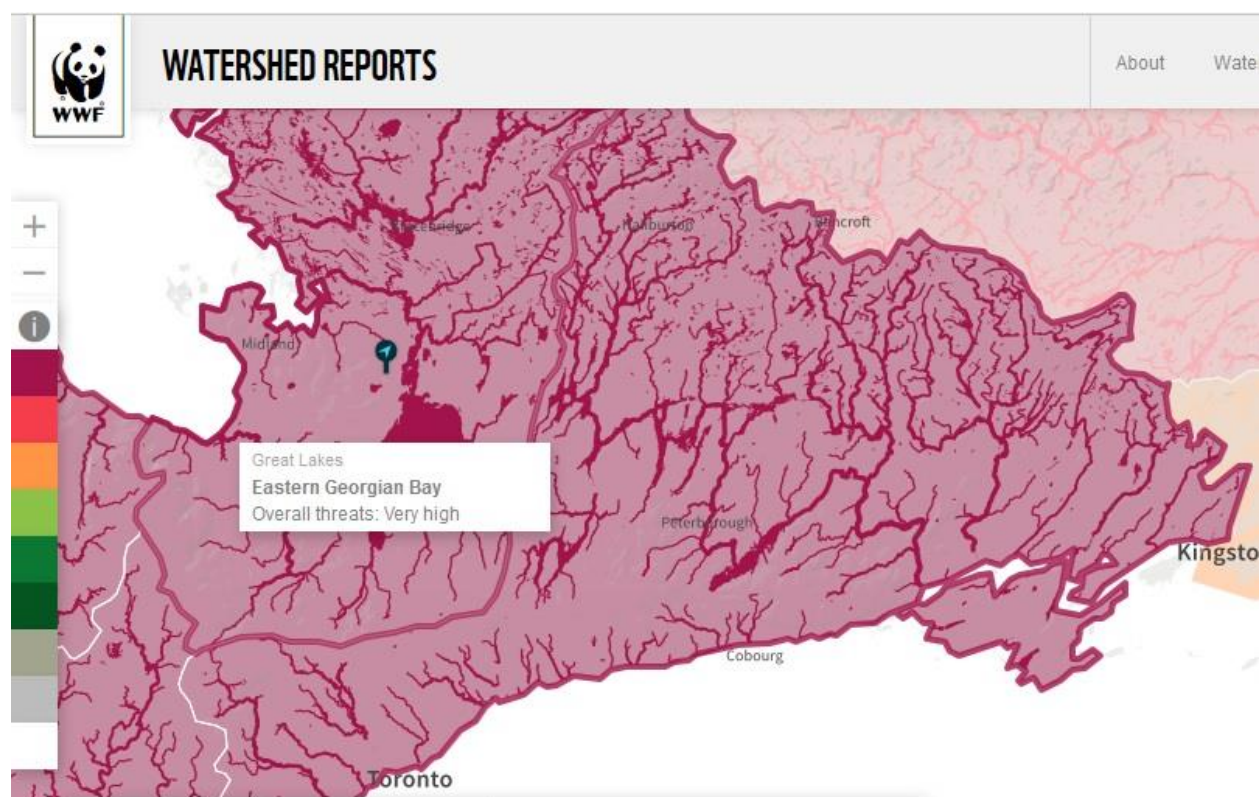 WWF
WATERSHED REPORTS
About
Wate
Bracebridge
Haliburton
Bancroft
Midland
Great Lakes
Eastern Georgian Bay
Overall threats: Very high
Peterborough
Kingsto
Cobourg
Toronto